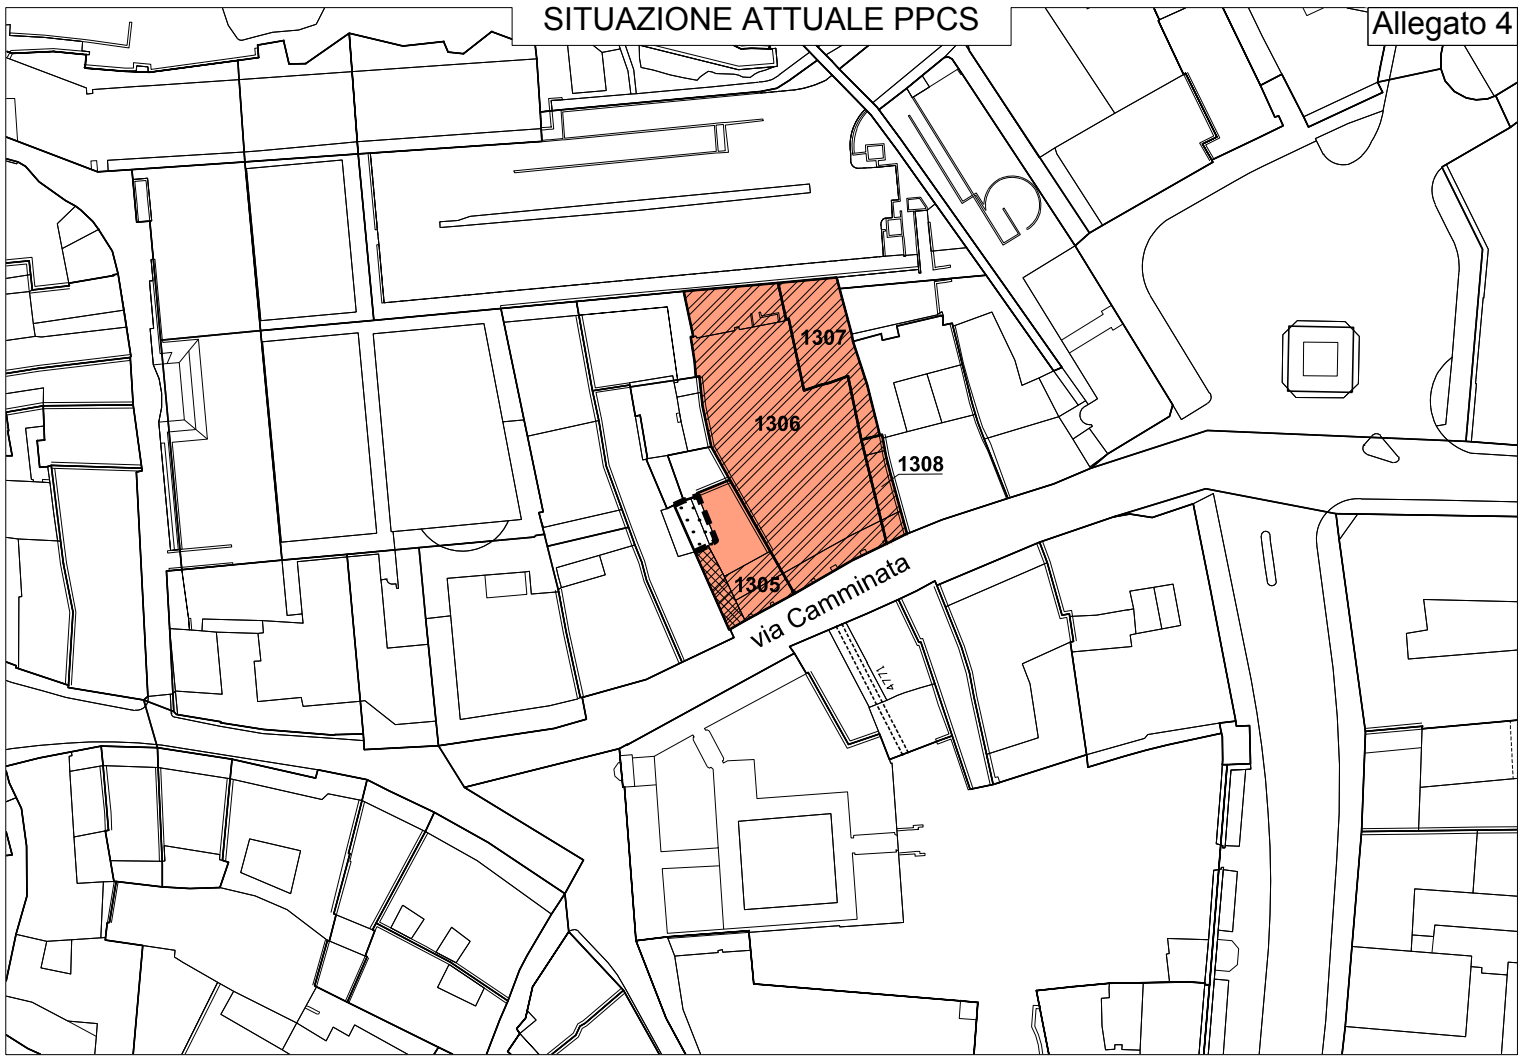 SITUAZIONE ATTUALE PPCS
Allegato 4
1307
1306
1308
1305
via Camminata
4771